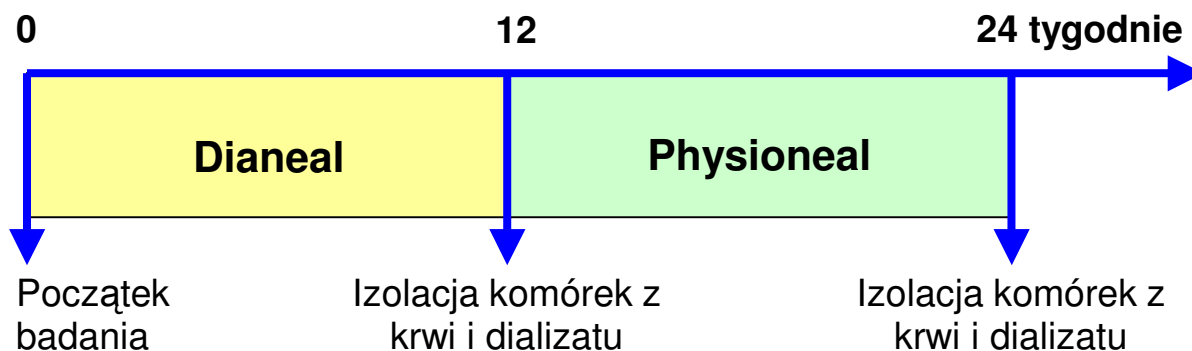 0 12 24 tygodnie
Dianeal Physioneal
Początek
badania
Izolacja komórek z
krwi i dializatu
Izolacja komórek z
krwi i dializatu